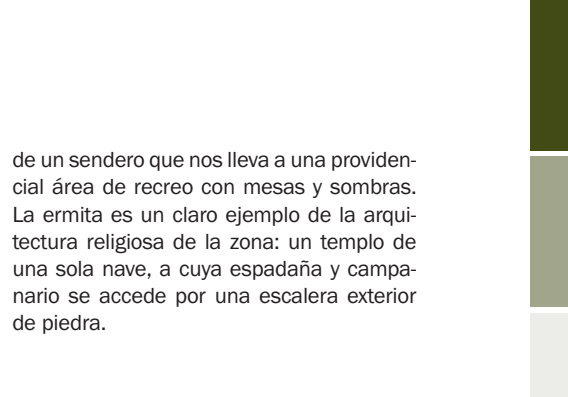 de un sendero que nos lleva a una providen-
cial área de recreo con mesas y sombras.
La ermita es un claro ejemplo de la arqui-
tectura religiosa de la zona: un templo de
una sola nave, a cuya espadaña y campa-
nario se accede por una escalera exterior
de piedra.